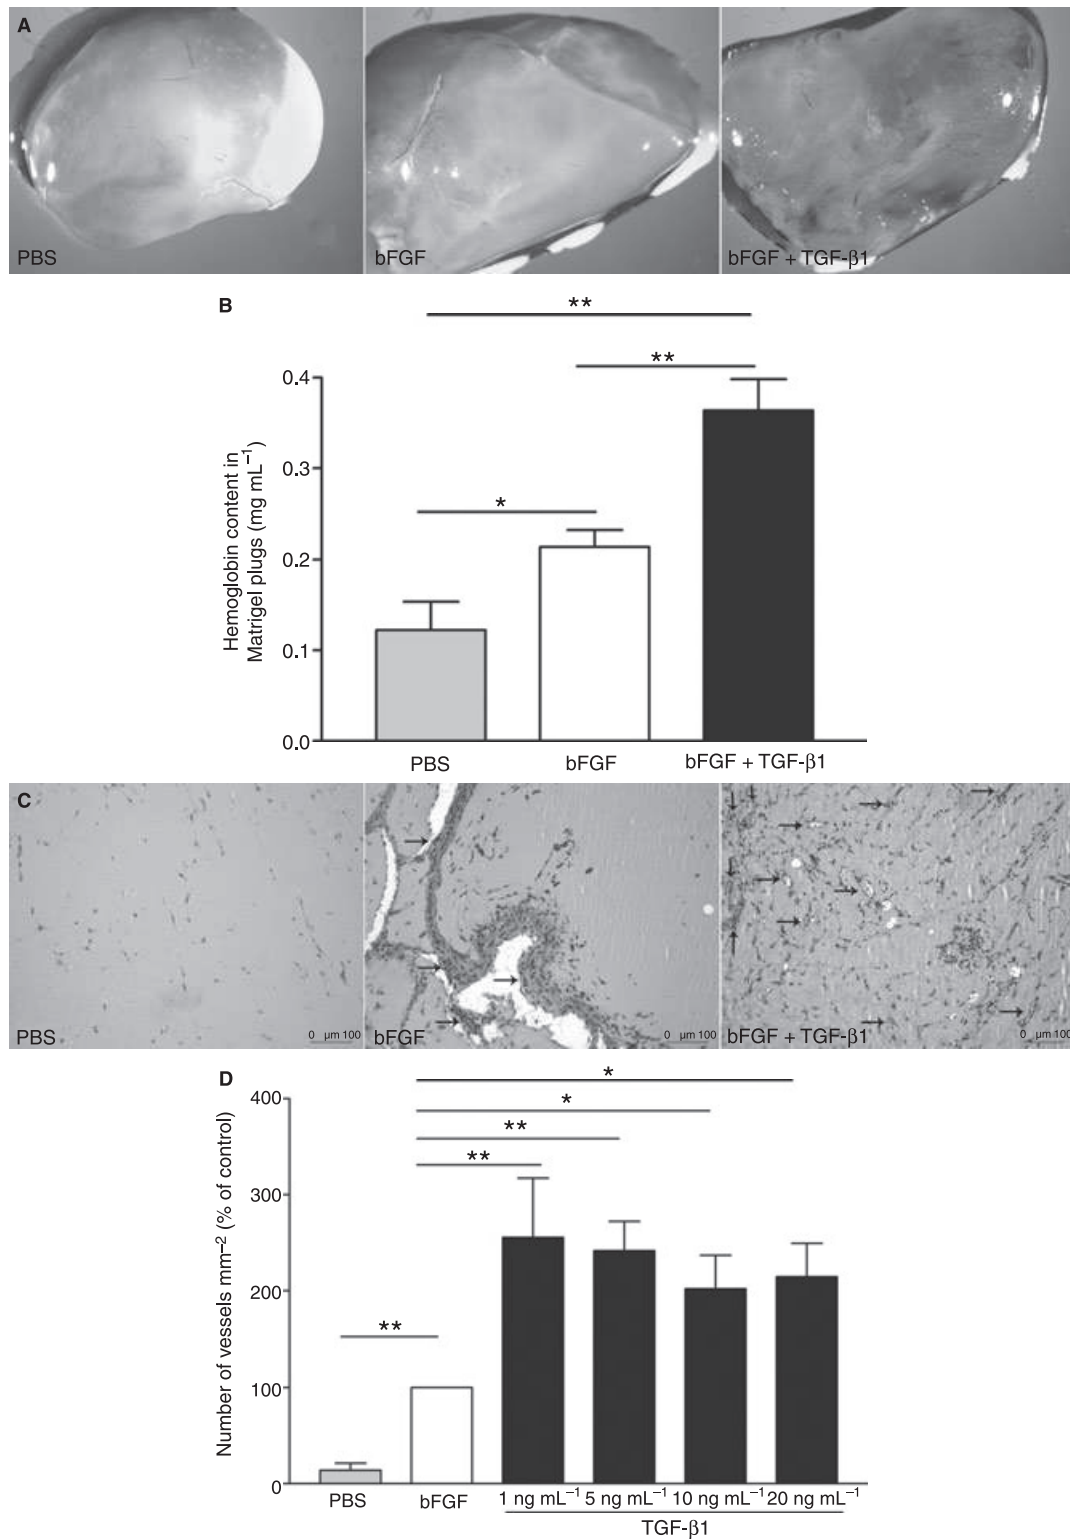 A
PBS
bFGF
bFGF + TGF-β1
B
**
**
*
0.4
0.3
0.2
0.1
0.0
Hemoglobin content in
Matrigel plugs (mg mL⁻¹)
PBS
bFGF
bFGF + TGF-β1
C
PBS
0 µm 100
bFGF
0 µm 100
bFGF + TGF-β1
0 µm 100
D
*
*
**
**
**
400
300
200
100
0
Number of vessels mm⁻² (% of control)
PBS
bFGF
1 ng mL⁻¹
5 ng mL⁻¹
10 ng mL⁻¹
20 ng mL⁻¹
TGF-β1